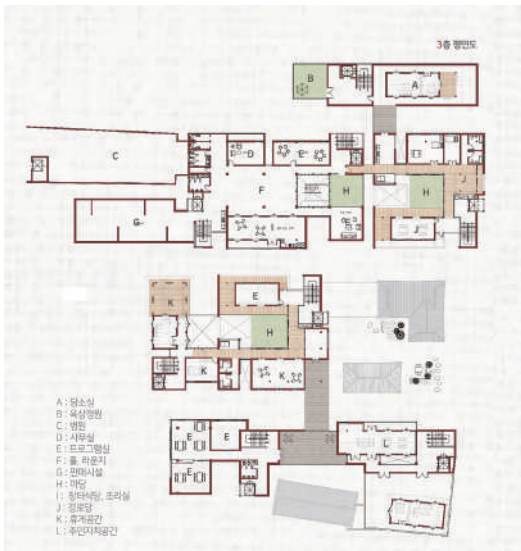 3층 평면도
B
A
C
D
E
F
H
H
J
G
J
K
E
H
K
K
E
E
E
E
L
A : 담소실
B : 옥상정원
C : 병원
D : 사무실
E : 프로그램실
F : 홀, 라운지
G : 판매시설
H : 마당
I : 장터식당, 조리실
J : 경로당
K : 휴게공간
L : 주민자치공간